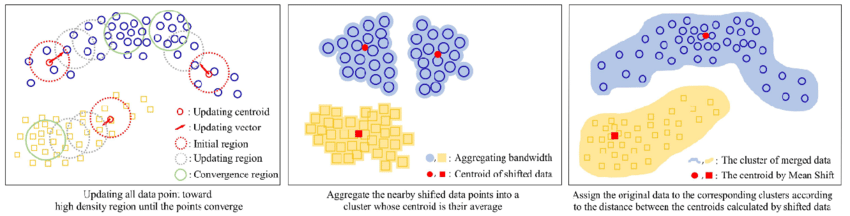 : Updating centroid
: Updating vector
: Initial region
: Updating region
: Convergence region
Updating all data point toward
high density region until the points converge
: Aggregating bandwidth
: Centroid of shifted data
Aggregate the nearby shifted data points into a
cluster whose centroid is their average
: The cluster of merged data
: The centroid by Mean Shift
Assign the original data to the corresponding clusters according
to the distance between the centroids calculated by shifted data